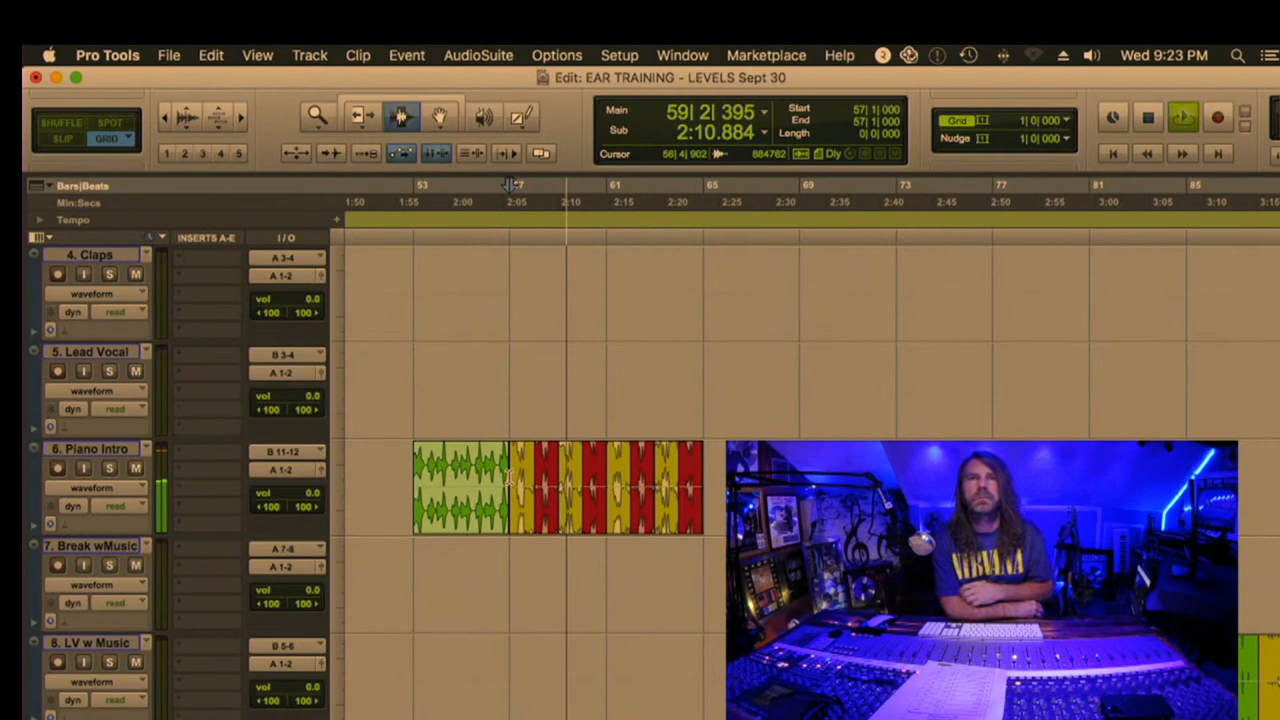 Pro Tools File Edit View Track Clip Event AudioSuite Options Setup Window Marketplace Help Wed 9:23 PM
Edit: EAR TRAINING - LEVELS Sept 30
SHUFFLE SPOT
SLIP GRID
1 2 3 4 5
Main 59| 2| 395
Sub 2:10.884
Start 57| 1| 000
End 57| 1| 000
Length 0| 0| 000
Cursor 56| 4| 902 884762 Dly
Grid 1| 0| 000
Nudge 1| 0| 000
Bars|Beats 53 57 61 65 69 73 77 81 85
Min:Secs 1:50 1:55 2:00 2:05 2:10 2:15 2:20 2:25 2:30 2:35 2:40 2:45 2:50 2:55 3:00 3:05 3:10 3:15
Tempo
INSERTS A-E I / O
4. Claps A 3-4
I S M A 1-2
waveform vol 0.0
dyn read 100 100
5. Lead Vocal B 3-4
I S M A 1-2
waveform vol 0.0
dyn read 100 100
6. Piano Intro B 11-12
I S M A 1-2
waveform vol 0.0
dyn read 100 100
7. Break wMusic A 7-8
I S M A 1-2
waveform vol 0.0
dyn read 100 100
8. LV w Music B 5-6
I S M A 1-2
waveform vol 0.0
dyn read 100 100
NIRVANA